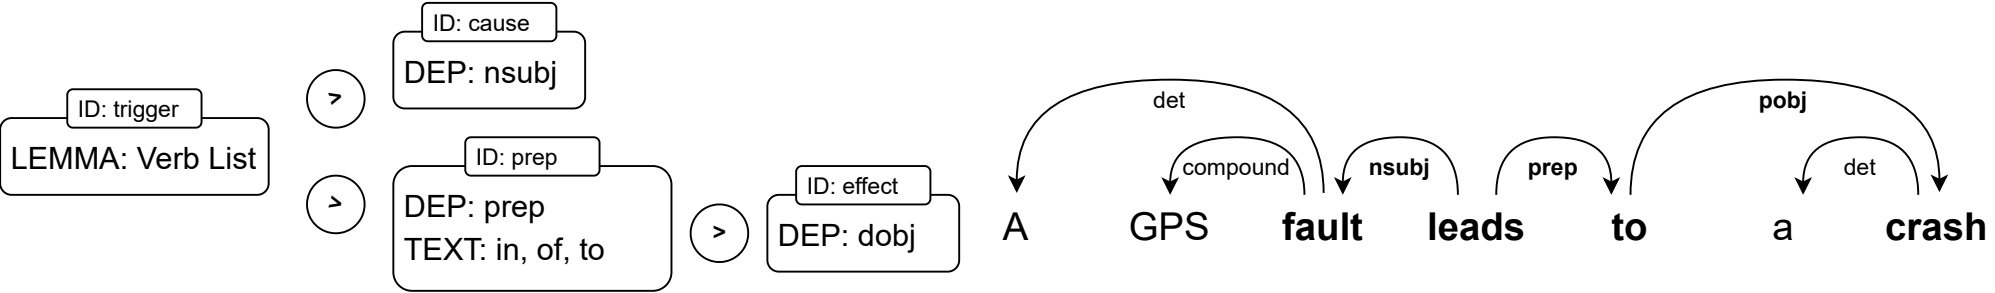 ID: trigger
LEMMA: Verb List
>
ID: cause
DEP: nsubj
>
ID: prep
DEP: prep
TEXT: in, of, to
>
ID: effect
DEP: dobj
det
pobj
compound
nsubj
prep
det
A GPS fault leads to a crash